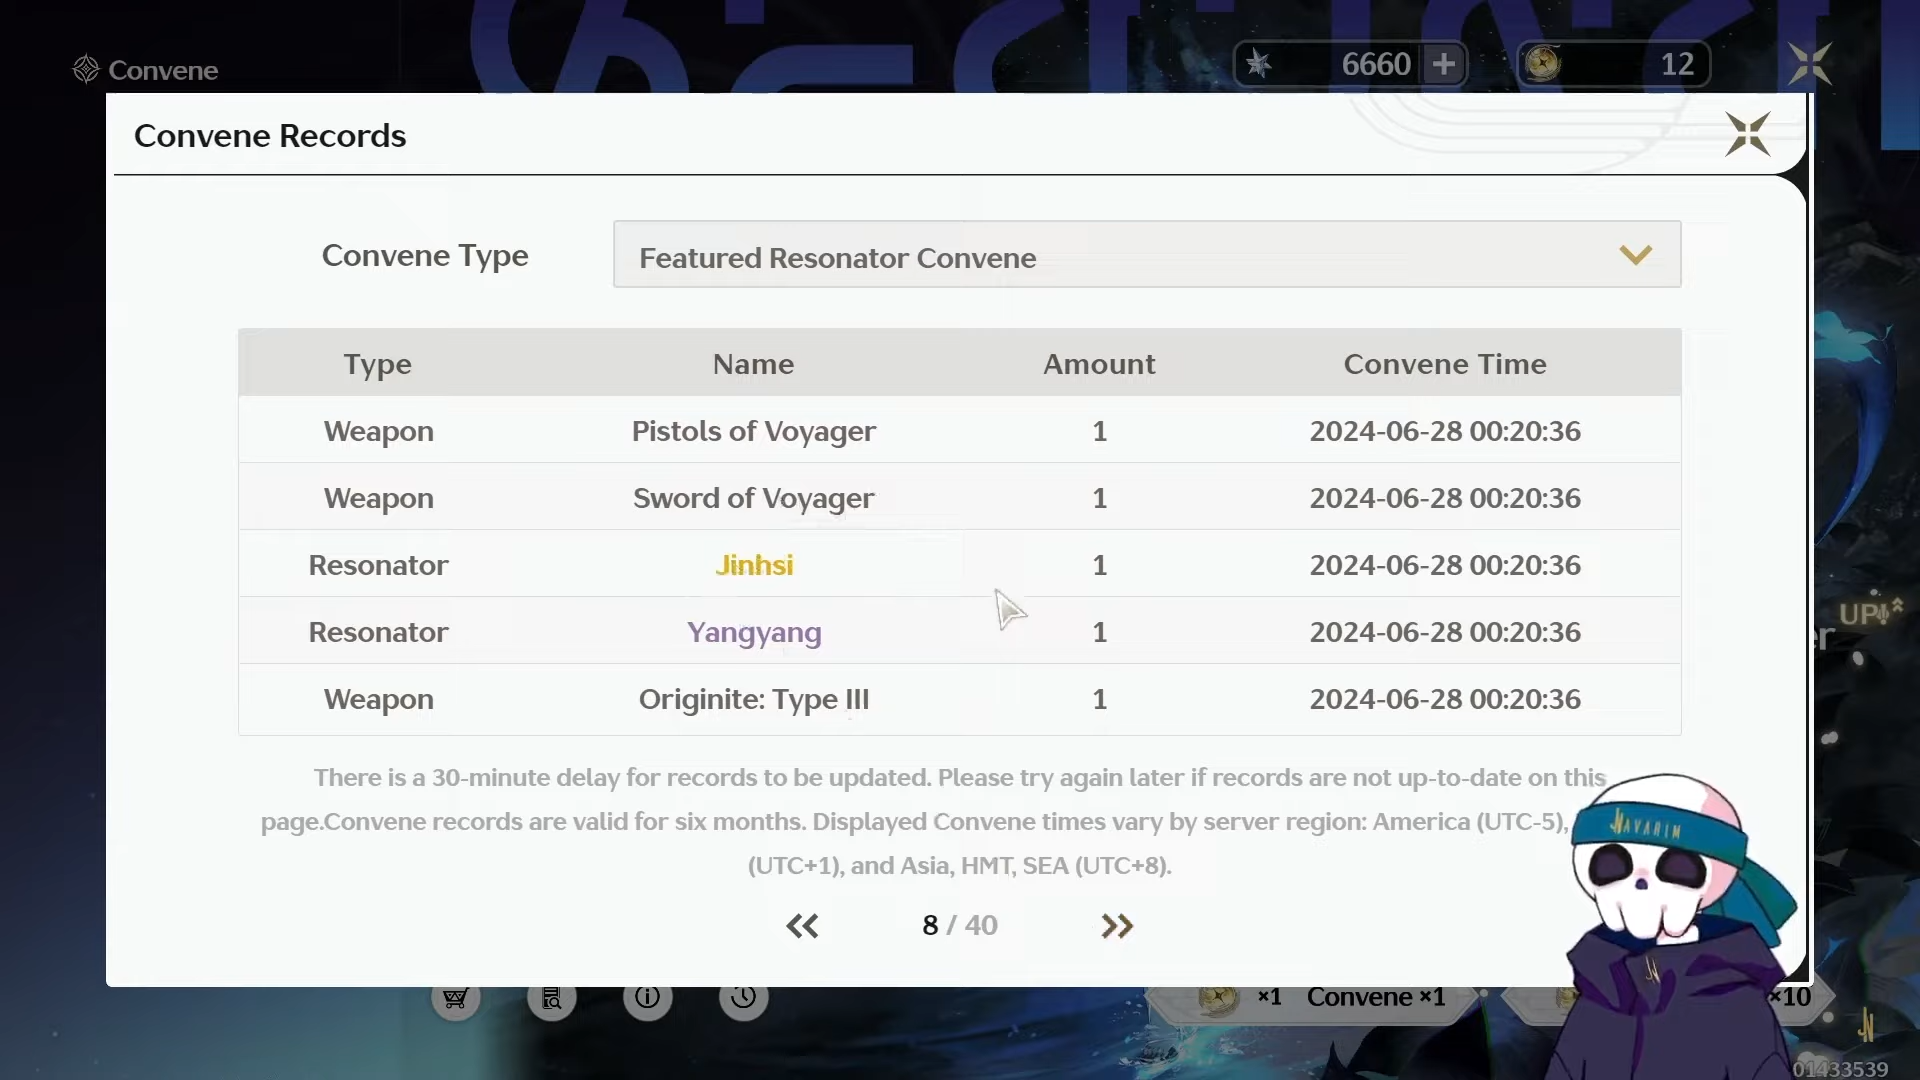 Convene
6660
12
Convene Records
Convene Type
Featured Resonator Convene
Type Name Amount Convene Time
Weapon Pistols of Voyager 1 2024-06-28 00:20:36
Weapon Sword of Voyager 1 2024-06-28 00:20:36
Resonator Jinhsi 1 2024-06-28 00:20:36
Resonator Yangyang 1 2024-06-28 00:20:36
Weapon Originite: Type III 1 2024-06-28 00:20:36
UP!
er
There is a 30-minute delay for records to be updated. Please try again later if records are not up-to-date on this
page.Convene records are valid for six months. Displayed Convene times vary by server region: America (UTC-5),
(UTC+1), and Asia, HMT, SEA (UTC+8).
NAVARIM
8 / 40
×1 Convene ×1
×10
01433539